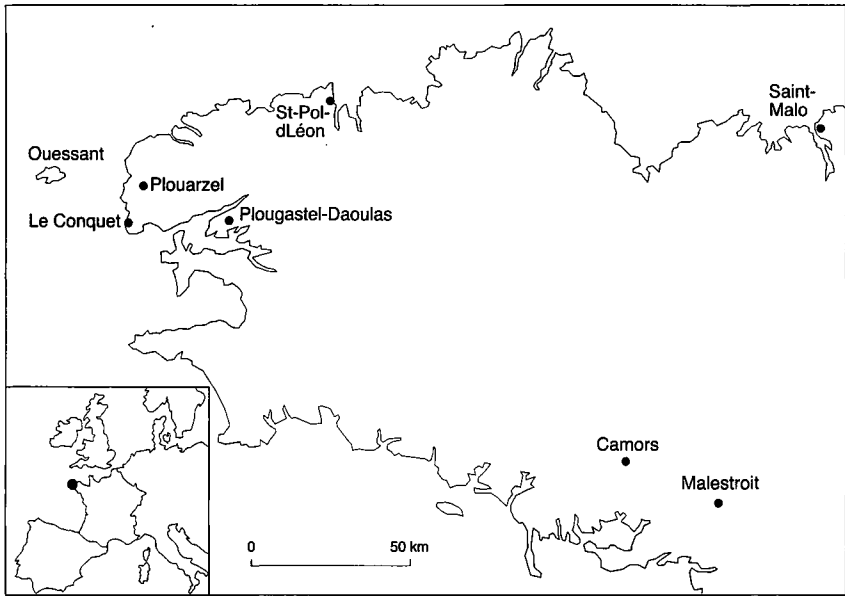 Saint-
Malo
St-Pol-
dLéon
Ouessant
Plouarzel
Le Conquet
Plougastel-Daoulas
Camors
Malestroit
0 50 km